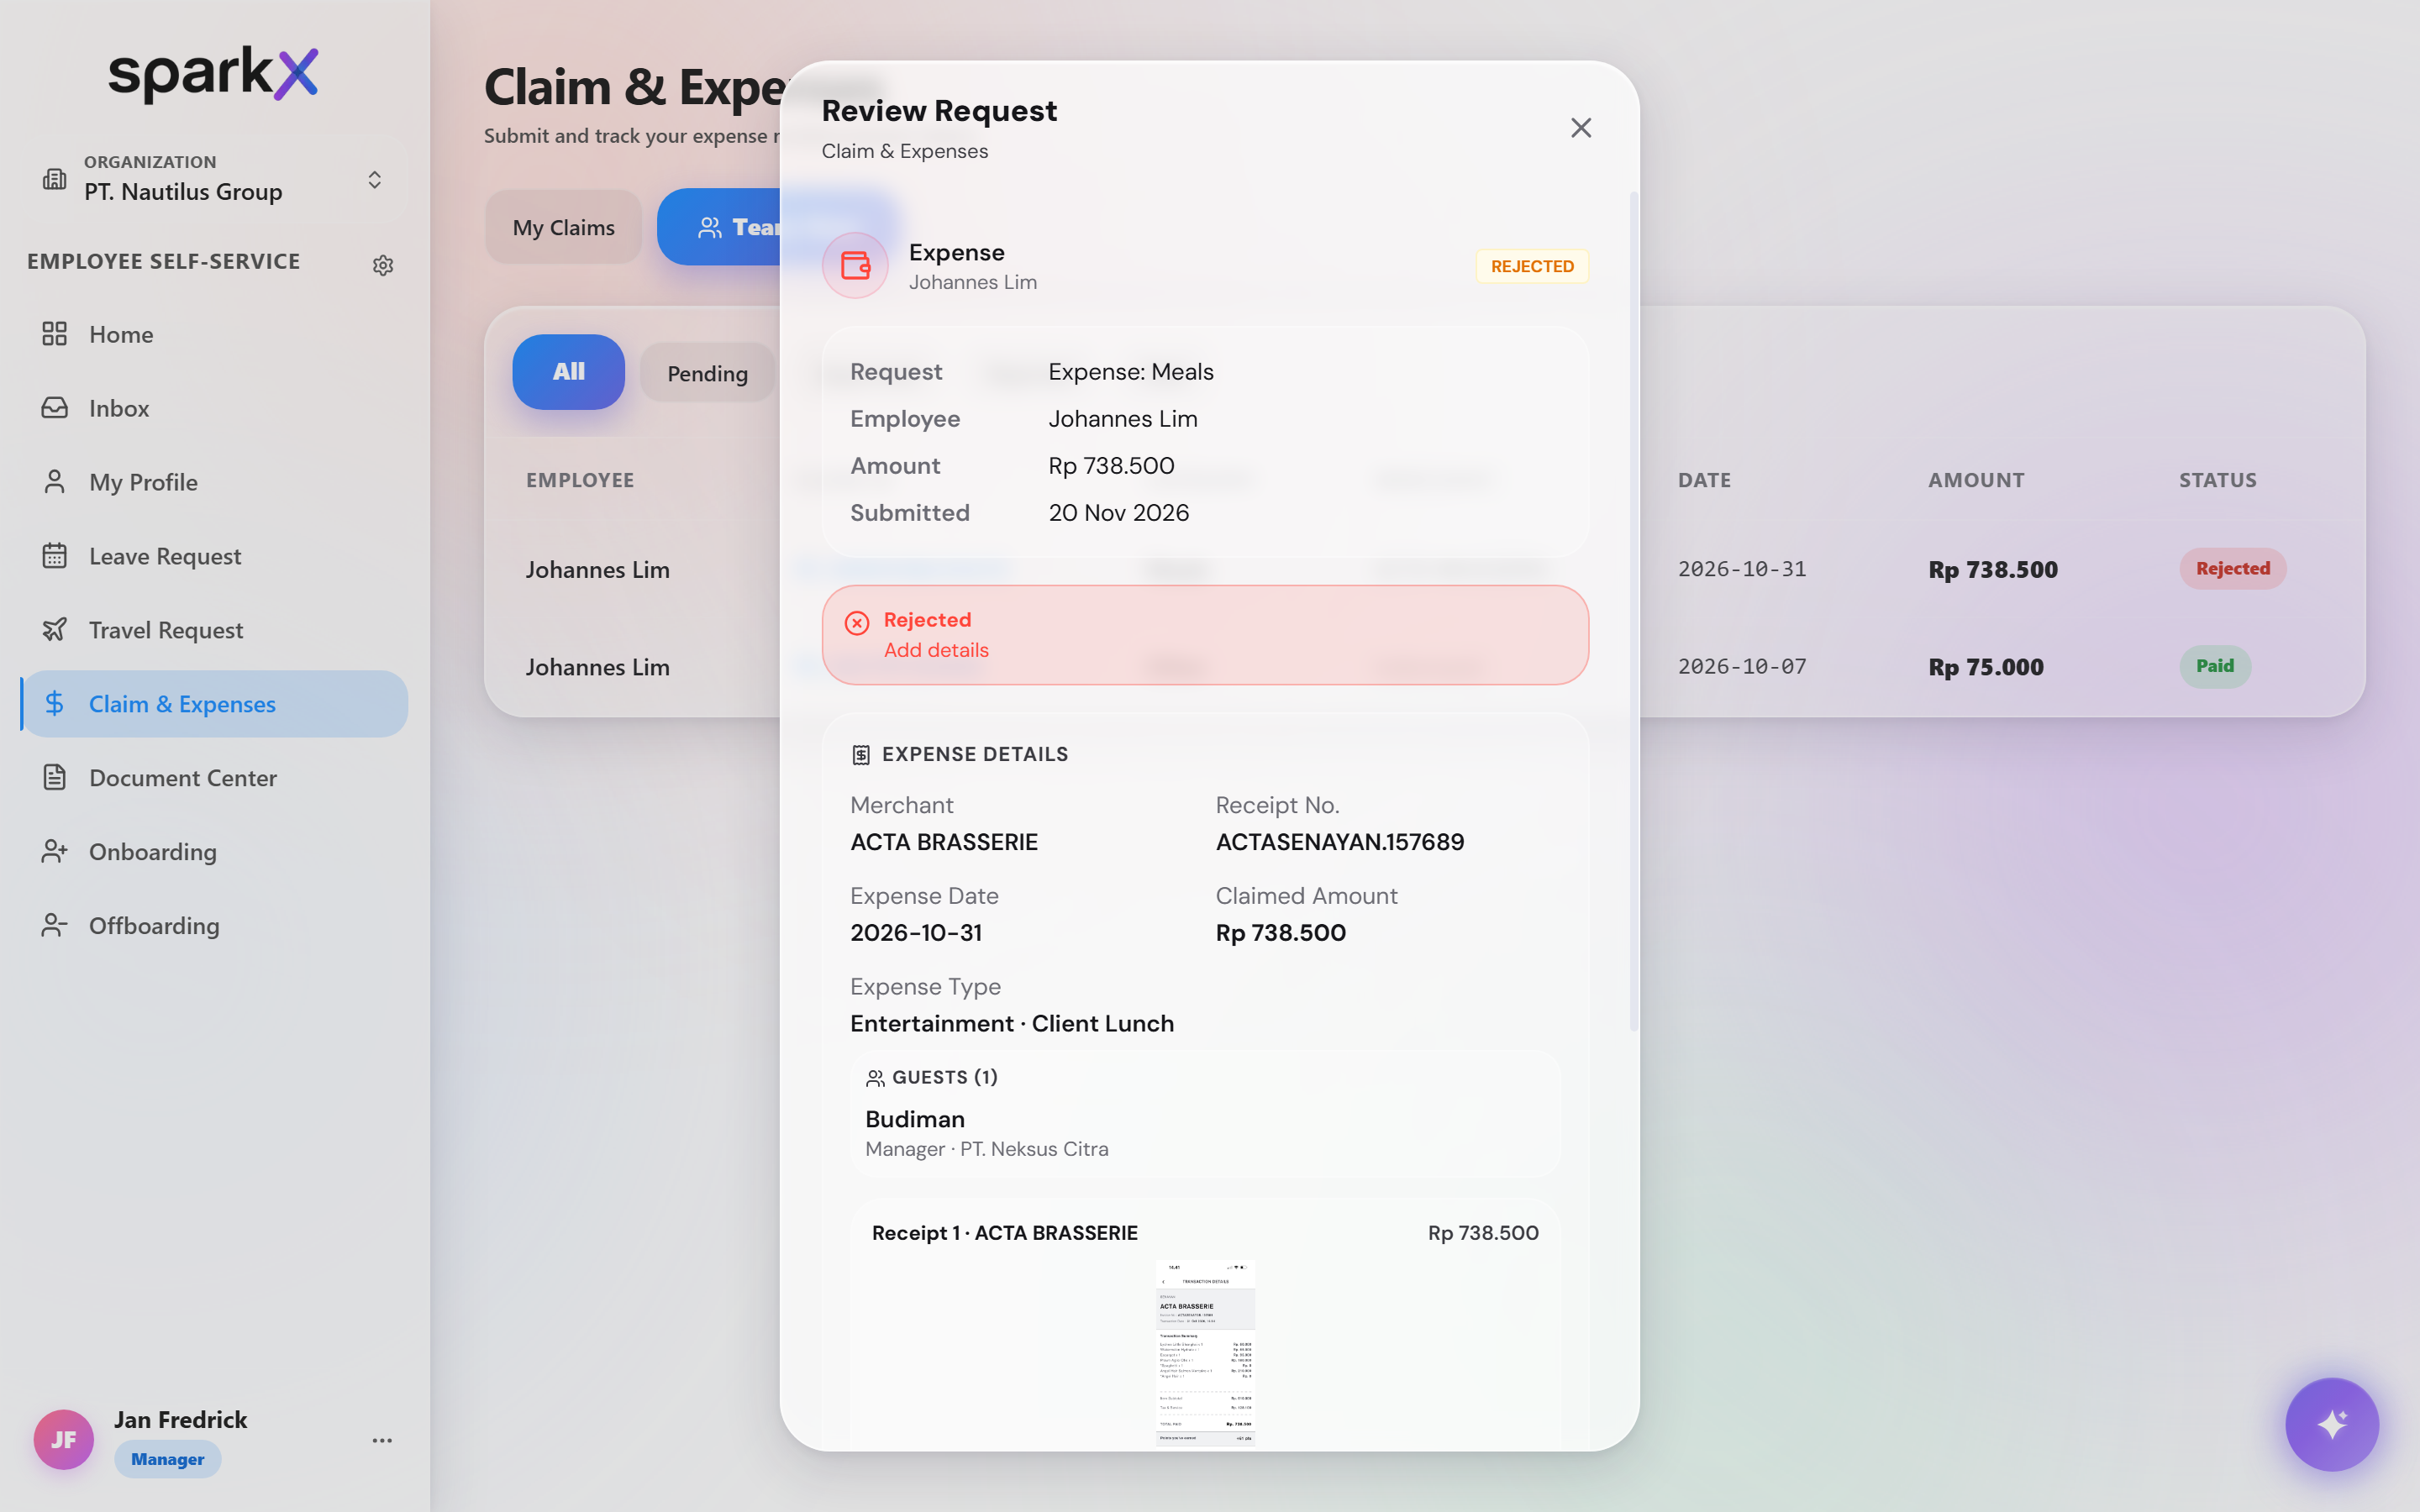 sparkX
ORGANIZATION
PT. Nautilus Group
EMPLOYEE SELF-SERVICE
Home
Inbox
My Profile
Leave Request
Travel Request
Claim & Expenses
Document Center
Onboarding
Offboarding
JF
Jan Fredrick
Manager
Claim & Expe
Submit and track your expense r
My Claims
Tea
All
Pending
EMPLOYEE
DATE
AMOUNT
STATUS
Johannes Lim
2026-10-31
Rp 738.500
Rejected
Johannes Lim
2026-10-07
Rp 75.000
Paid
Review Request
Claim & Expenses
Expense
Johannes Lim
REJECTED
Request Expense: Meals
Employee Johannes Lim
Amount Rp 738.500
Submitted 20 Nov 2026
Rejected
Add details
EXPENSE DETAILS
Merchant
ACTA BRASSERIE
Receipt No.
ACTASENAYAN.157689
Expense Date
2026-10-31
Claimed Amount
Rp 738.500
Expense Type
Entertainment · Client Lunch
GUESTS (1)
Budiman
Manager · PT. Neksus Citra
Receipt 1 · ACTA BRASSERIE
Rp 738.500
TRANSACTION DETAILS
ACTA BRASSERIE
Transaction Summary